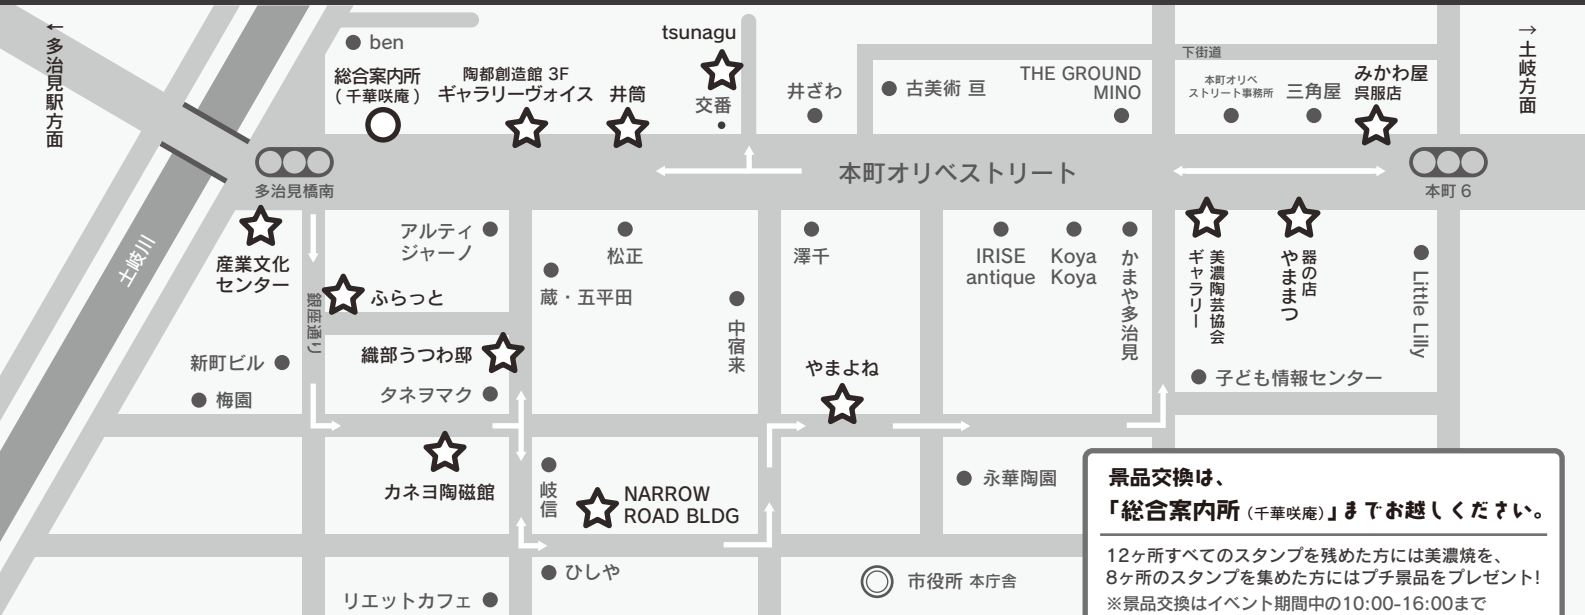 ←多治見駅方面
ben
総合案内所
(千華咲庵)
陶都創造館 3F
ギャラリーヴォイス
井筒
tsunagu
交番
井ざわ
古美術 亘
THE GROUND
MINO
下街道
本町オリベ
ストリート事務所
三角屋
みかわ屋
呉服店
→土岐方面
多治見橋南
本町オリベストリート
本町 6
土岐川
産業文化
センター
銀座通り
アルティ
ジャーノ
ふらっと
松正
蔵・五平田
中宿来
澤千
IRISE
antique
Koya
Koya
かまや多治見
美濃陶芸協会
ギャラリー
器の店
やままつ
Little Lilly
新町ビル
梅園
織部うつわ邸
タネヲマク
やまよね
子ども情報センター
カネヨ陶磁館
岐信
NARROW
ROAD BLDG
永華陶園
ひしや
リエットカフェ
市役所 本庁舎
景品交換は、
「総合案内所(千華咲庵)」までお越しください。
12ヶ所すべてのスタンプを残めた方には美濃焼を、
8ヶ所のスタンプを集めた方にはプチ景品をプレゼント!
※景品交換はイベント期間中の10:00-16:00まで